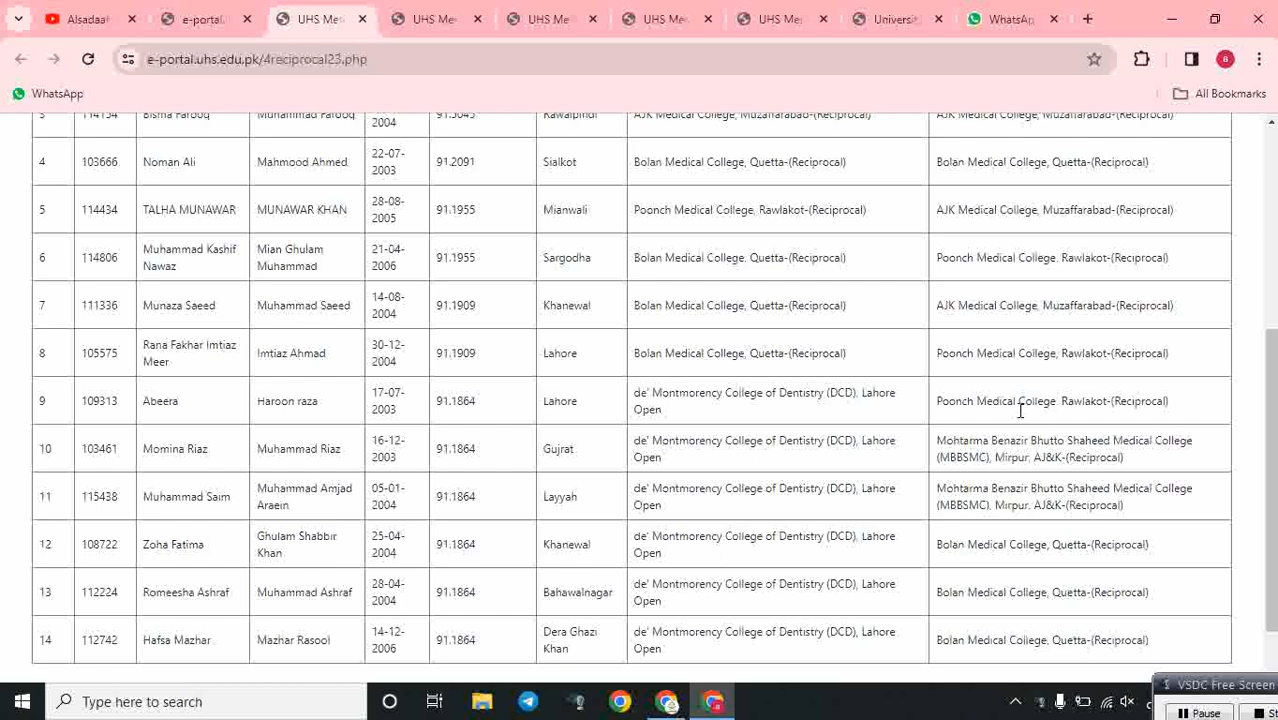 Alsadaa
e-portal.
UHS Me
UHS Me
UHS Me
UHS Me
UHS Me
Universi
WhatsAp
e-portal.uhs.edu.pk/4reciprocal23.php
a
WhatsApp
All Bookmarks
3 114134 Bisma Farooq Muhammad Farooq 2004 91.3045 Rawalpindi AJK Medical College, Muzaffarabad-(Reciprocal) AJK Medical College, Muzaffarabad-(Reciprocal)
4 103666 Noman Ali Mahmood Ahmed 22-07-
2003 91.2091 Sialkot Bolan Medical College, Quetta-(Reciprocal) Bolan Medical College, Quetta-(Reciprocal)
5 114434 TALHA MUNAWAR MUNAWAR KHAN 28-08-
2005 91.1955 Mianwali Poonch Medical College, Rawlakot-(Reciprocal) AJK Medical College, Muzaffarabad-(Reciprocal)
6 114806 Muhammad Kashif
Nawaz Mian Ghulam
Muhammad 21-04-
2006 91.1955 Sargodha Bolan Medical College, Quetta-(Reciprocal) Poonch Medical College, Rawlakot-(Reciprocal)
7 111336 Munaza Saeed Muhammad Saeed 14-08-
2004 91.1909 Khanewal Bolan Medical College, Quetta-(Reciprocal) AJK Medical College, Muzaffarabad-(Reciprocal)
8 105575 Rana Fakhar Imtiaz
Meer Imtiaz Ahmad 30-12-
2004 91.1909 Lahore Bolan Medical College, Quetta-(Reciprocal) Poonch Medical College, Rawlakot-(Reciprocal)
9 109313 Abeera Haroon raza 17-07-
2003 91.1864 Lahore de' Montmorency College of Dentistry (DCD), Lahore
Open Poonch Medical College, Rawlakot-(Reciprocal)
10 103461 Momina Riaz Muhammad Riaz 16-12-
2003 91.1864 Gujrat de' Montmorency College of Dentistry (DCD), Lahore
Open Mohtarma Benazir Bhutto Shaheed Medical College
(MBBSMC), Mirpur, AJ&K-(Reciprocal)
11 115438 Muhammad Saim Muhammad Amjad
Araein 05-01-
2004 91.1864 Layyah de' Montmorency College of Dentistry (DCD), Lahore
Open Mohtarma Benazir Bhutto Shaheed Medical College
(MBBSMC), Mirpur, AJ&K-(Reciprocal)
12 108722 Zoha Fatima Ghulam Shabbir
Khan 25-04-
2004 91.1864 Khanewal de' Montmorency College of Dentistry (DCD), Lahore
Open Bolan Medical College, Quetta-(Reciprocal)
13 112224 Romeesha Ashraf Muhammad Ashraf 28-04-
2004 91.1864 Bahawalnagar de' Montmorency College of Dentistry (DCD), Lahore
Open Bolan Medical College, Quetta-(Reciprocal)
14 112742 Hafsa Mazhar Mazhar Rasool 14-12-
2006 91.1864 Dera Ghazi
Khan de' Montmorency College of Dentistry (DCD), Lahore
Open Bolan Medical College, Quetta-(Reciprocal)
VSDC Free Screen
Type here to search
Pause
St